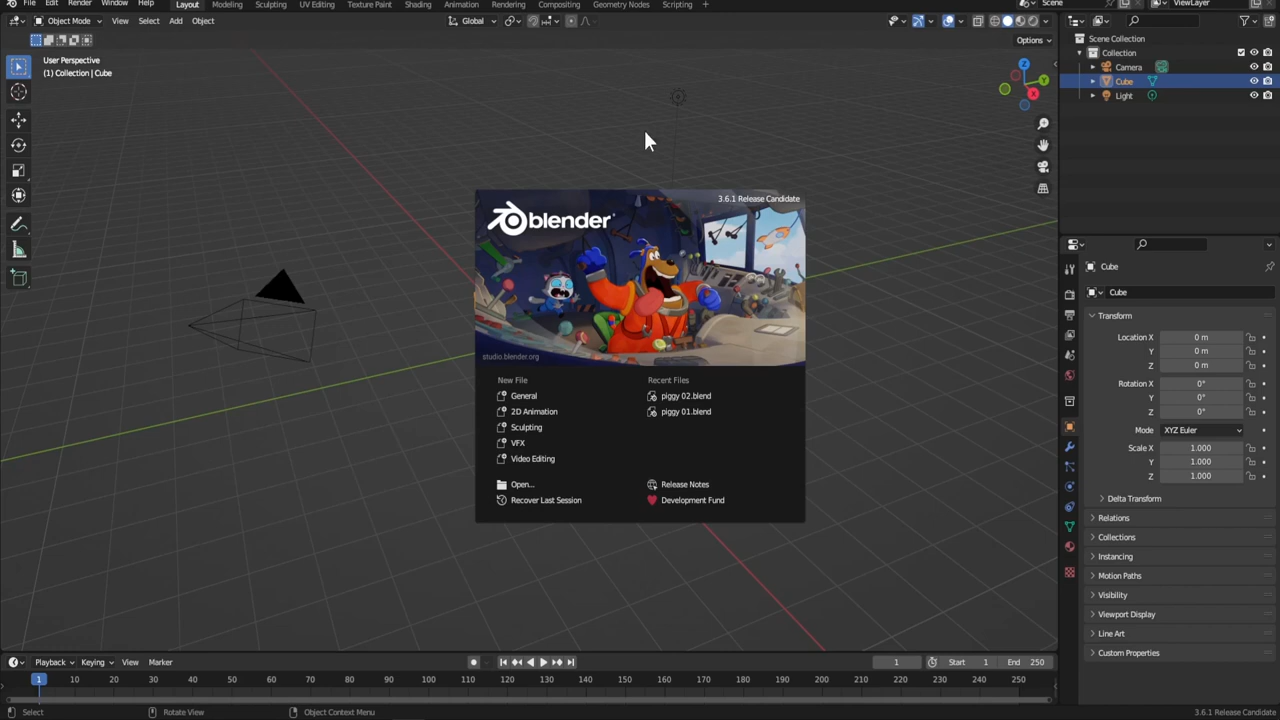 File Edit Render Window Help Layout Modeling Sculpting UV Editing Texture Paint Shading Animation Rendering Compositing Geometry Nodes Scripting + Scene ViewLayer
Object Mode View Select Add Object Global
Options
User Perspective
(1) Collection | Cube
Z
Y
X
Scene Collection
Collection
Camera
Cube
Light
blender
3.6.1 Release Candidate
studio.blender.org
New File
General
2D Animation
Sculpting
VFX
Video Editing
Open...
Recover Last Session
Recent Files
piggy 02.blend
piggy 01.blend
Release Notes
Development Fund
Cube
Cube
Transform
Location X 0 m
Y 0 m
Z 0 m
Rotation X 0°
Y 0°
Z 0°
Mode XYZ Euler
Scale X 1.000
Y 1.000
Z 1.000
Delta Transform
Relations
Collections
Instancing
Motion Paths
Visibility
Viewport Display
Line Art
Custom Properties
Playback Keying View Marker 1 Start 1 End 250
1 10 20 30 40 50 60 70 80 90 100 110 120 130 140 150 160 170 180 190 200 210 220 230 240 250
Select Rotate View Object Context Menu 3.6.1 Release Candidate